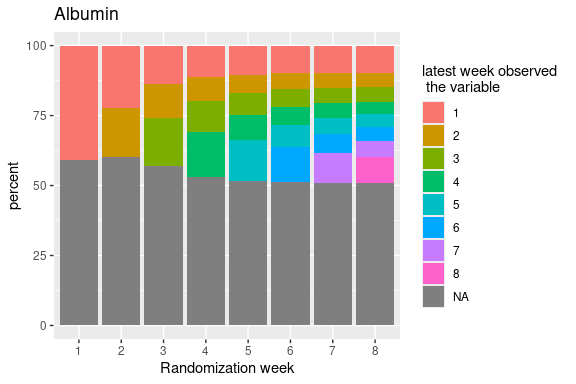 Albumin
100
75
50
25
0
percent
1 2 3 4 5 6 7 8
Randomization week
latest week observed
the variable
1
2
3
4
5
6
7
8
NA